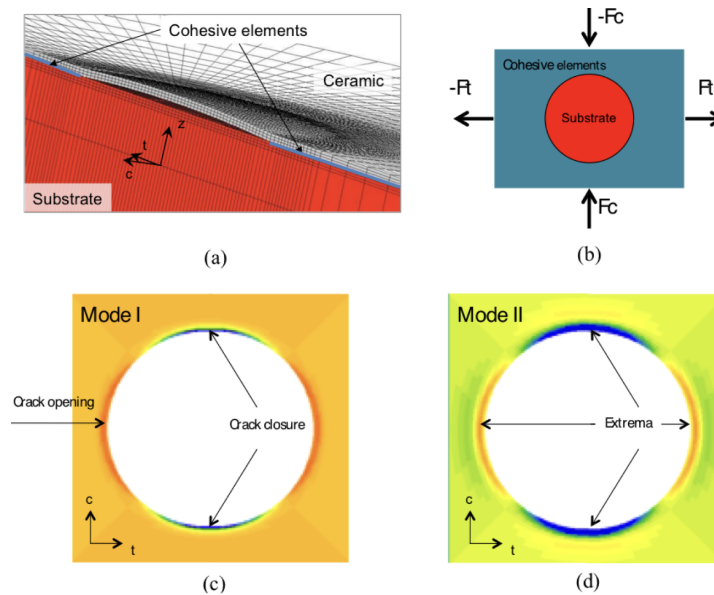 Cohesive elements
Ceramic
z
t
c
Substrate
(a)
-Fc
Cohesive elements
-Ft
Ft
Substrate
Fc
(b)
Mode I
Crack opening
Crack closure
c
t
(c)
Mode II
Extrema
c
t
(d)